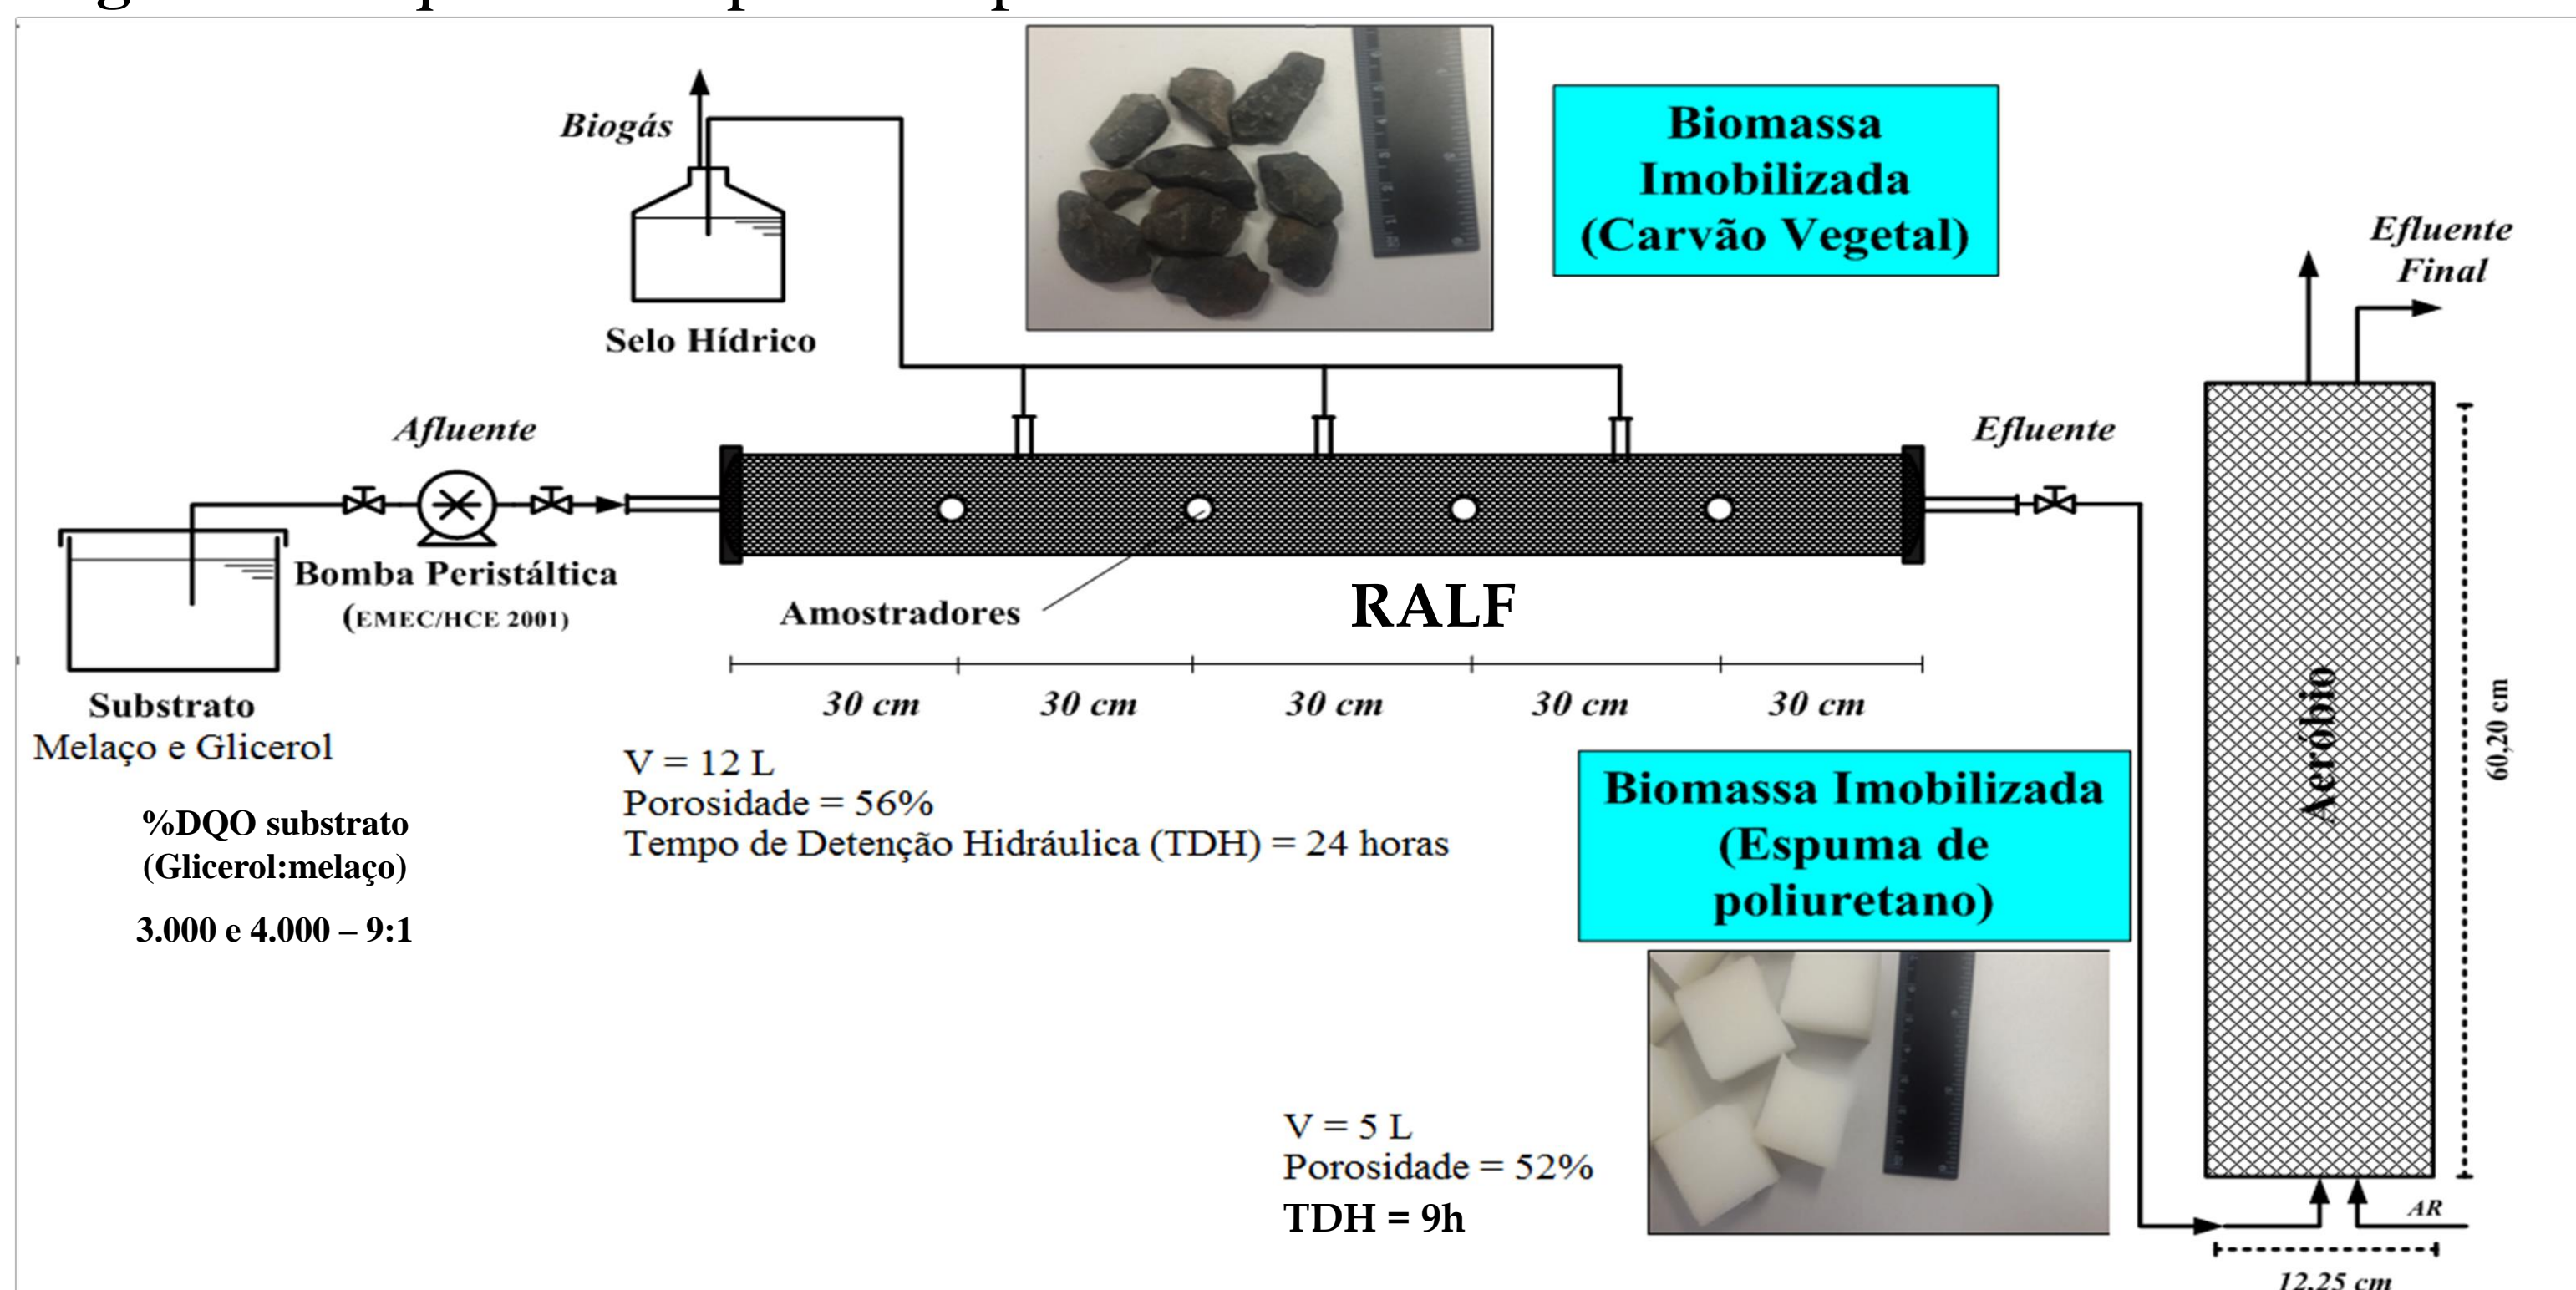 Biogás
Selo Hídrico
Biomassa
Imobilizada
(Carvão Vegetal)
Efluente
Final
Afluente
Bomba Peristáltica
(EMEC/HCE 2001)
Substrato
Melaço e Glicerol
%DQO substrato
(Glicerol:melaço)
3.000 e 4.000 – 9:1
Amostradores
RALF
Efluente
30 cm 30 cm 30 cm 30 cm 30 cm
V = 12 L
Porosidade = 56%
Tempo de Detenção Hidráulica (TDH) = 24 horas
Biomassa Imobilizada
(Espuma de
poliuretano)
V = 5 L
Porosidade = 52%
TDH = 9h
Aeróbio
60,20 cm
AR
12,25 cm